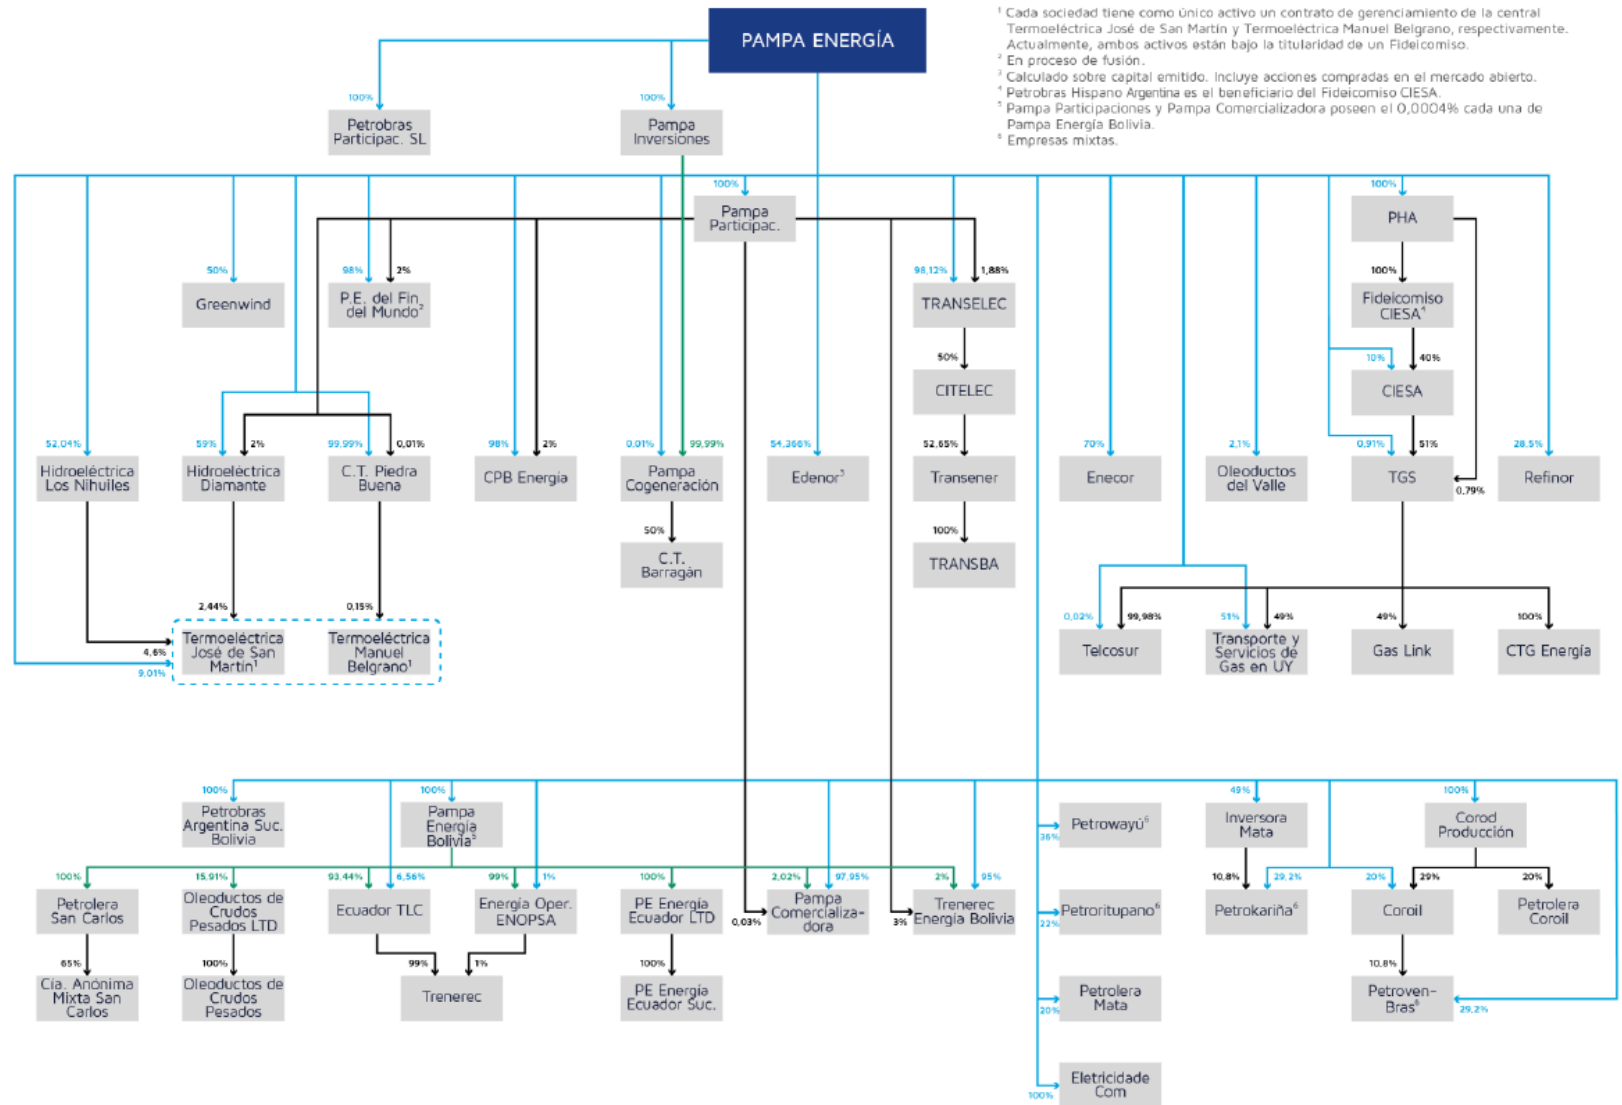 PAMPA ENERGÍA
¹ Cada sociedad tiene como único activo un contrato de gerenciamiento de la central
Termoeléctrica José de San Martín y Termoeléctrica Manuel Belgrano, respectivamente.
Actualmente, ambos activos están bajo la titularidad de un Fideicomiso.
² En proceso de fusión.
³ Calculado sobre capital emitido. Incluye acciones compradas en el mercado abierto.
⁴ Petrobras Hispano Argentina es el beneficiario del Fideicomiso CIESA.
⁵ Pampa Participaciones y Pampa Comercializadora poseen el 0,0004% cada una de
Pampa Energía Bolivia.
⁶ Empresas mixtas.
100%
100%
Petrobras
Particpac. SL
Pampa
Inversiones
100%
100%
Pampa
Participac.
PHA
50%
98%
2%
98,12%
1,88%
100%
Greenwind
P.E. del Fin
del Mundo²
TRANSELEC
Fideicomiso
CIESA⁴
50%
10%
40%
CITELEC
CIESA
52,04%
59%
2%
99,99%
0,01%
98%
2%
0,01%
99,99%
54,366%
52,65%
70%
2,1%
0,91%
51%
28,5%
Hidroeléctrica
Los Nihuiles
Hidroeléctrica
Diamante
C.T. Piedra
Buena
CPB Energía
Pampa
Cogeneración
Edenor³
Transener
Enecor
Oleoductos
del Valle
TGS
0,79%
Refinor
50%
100%
C.T.
Barragán
TRANSBA
2,44%
0,15%
0,02%
99,98%
51%
49%
49%
100%
4,6%
9,01%
Termoeléctrica
José de San
Martín¹
Termoeléctrica
Manuel
Belgrano¹
Telcosur
Transporte y
Servicios de
Gas en UY
Gas Link
CTG Energía
100%
100%
49%
100%
Petrobras
Argentina Suc.
Bolivia
Pampa
Energía
Bolivia⁵
36%
Petrowayú⁶
Inversora
Mata
Corod
Producción
100%
15,91%
93,44%
6,56%
99%
1%
100%
2,02%
97,95%
2%
95%
10,8%
29,2%
20%
29%
20%
Petrolera
San Carlos
Oleoductos de
Crudos
Pesados LTD
Ecuador TLC
Energía Oper.
ENOPSA
PE Energía
Ecuador LTD
0,03%
Pampa
Comercializa-
dora
3%
Trenerec
Energía Bolivia
22%
Petroritupano⁶
Petrokariña⁶
Coroil
Petrolera
Coroil
65%
100%
99%
1%
100%
10,8%
Cía. Anónima
Mixta San
Carlos
Oleoductos de
Crudos
Pesados
Trenerec
PE Energía
Ecuador Suc.
20%
Petrolera
Mata
Petroven-
Bras⁶
29,2%
100%
Eletricidade
Com